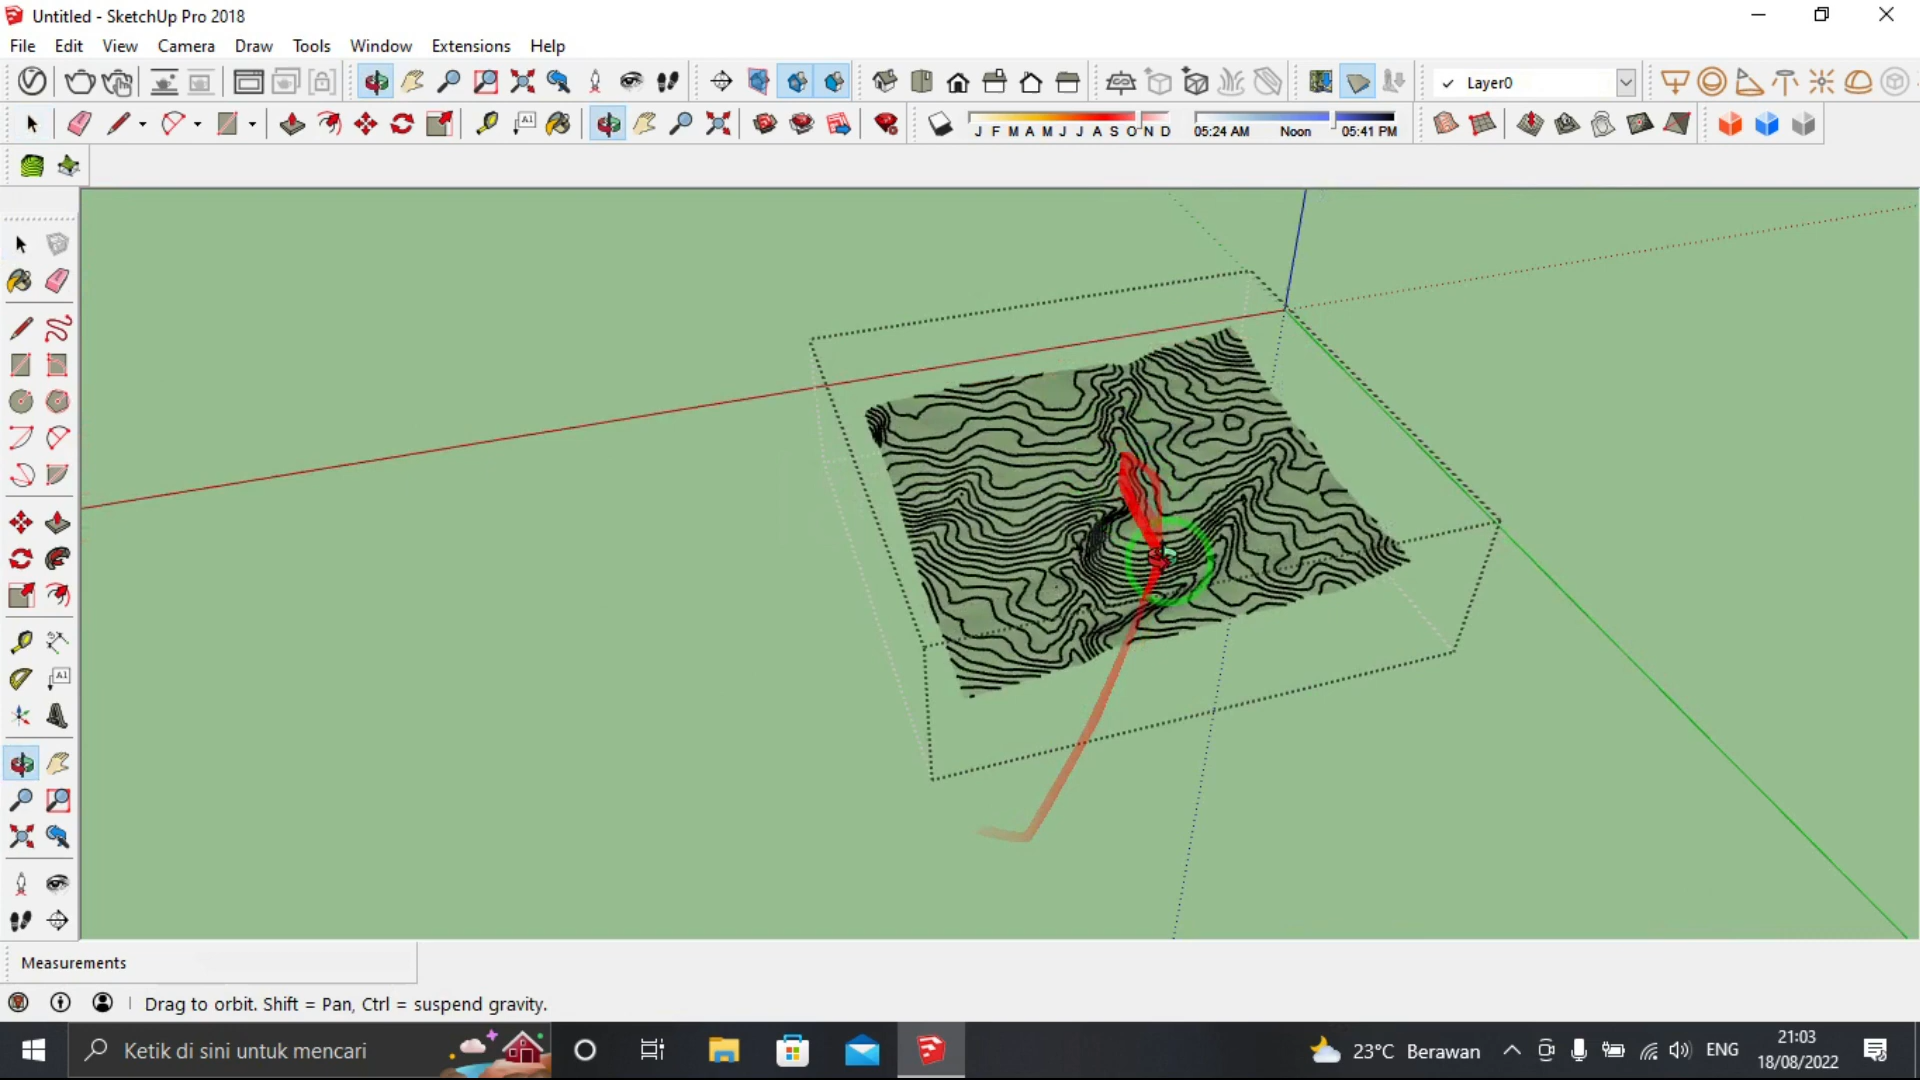 Untitled - SketchUp Pro 2018
File Edit View Camera Draw Tools Window Extensions Help
Layer0
A1
J F M A M J J A S O N D
05:24 AM Noon 05:41 PM
A1
Measurements
Drag to orbit. Shift = Pan, Ctrl = suspend gravity.
Ketik di sini untuk mencari
23°C Berawan
ENG
21:03
18/08/2022